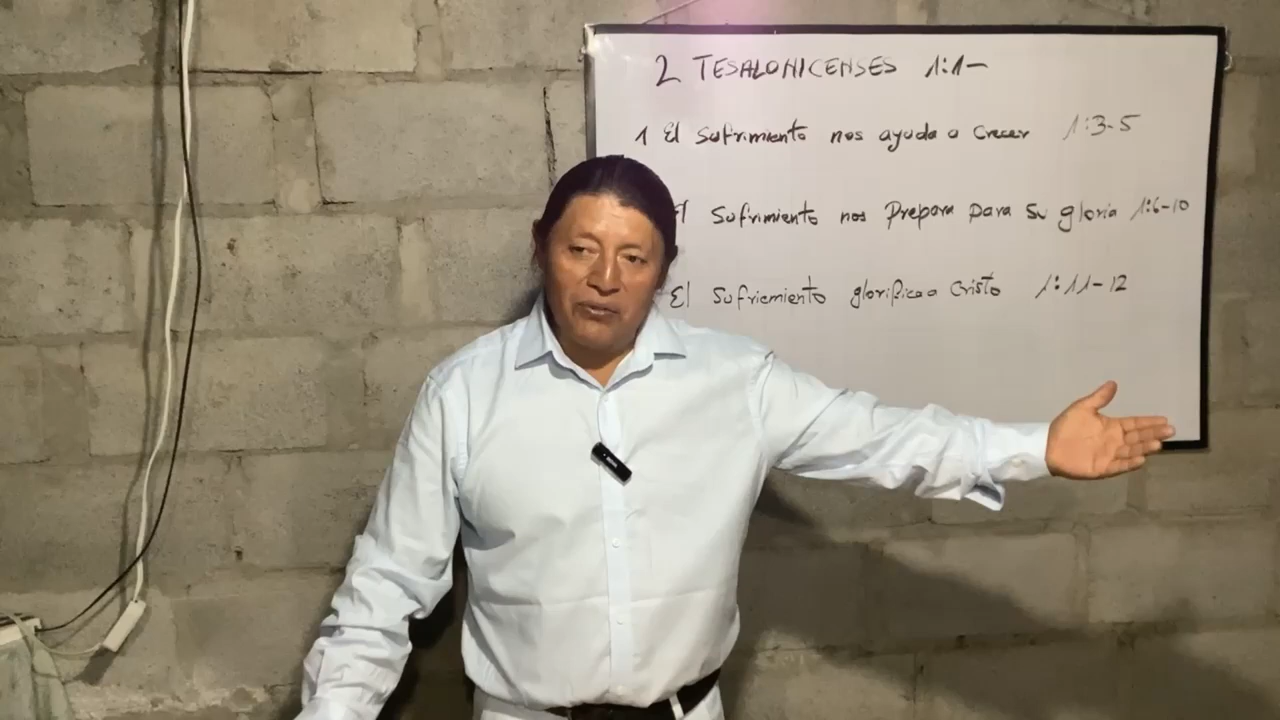 2 TESALONICENSES 1:1-
1 El Sufrimiento nos ayuda a Crecer 1:3-5
El Sufrimiento nos Prepara Para Su gloria 1:6-10
El Sufriemiento glorifica a Cristo 1:11-12